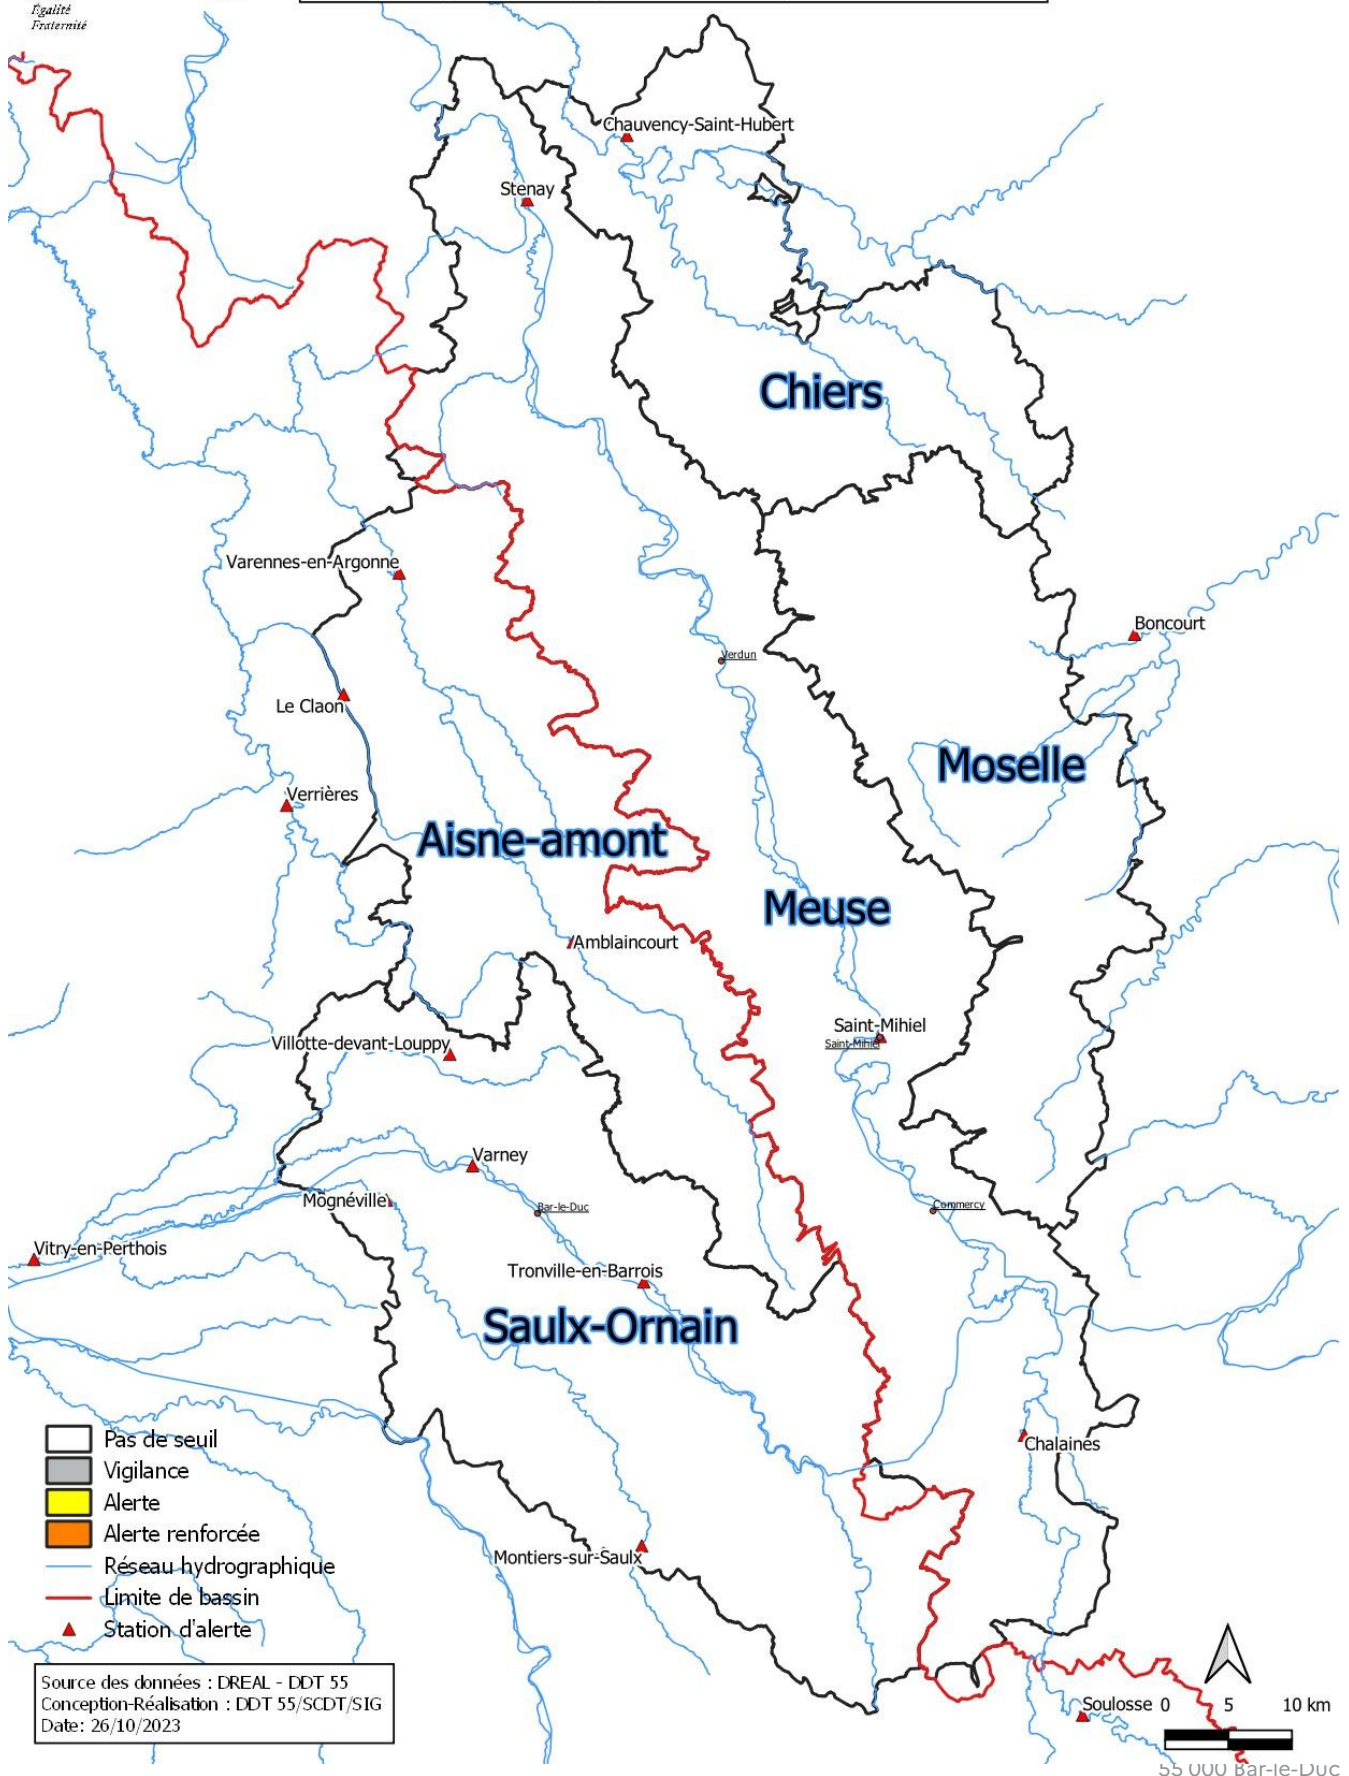 Égalité
Fraternité
Chauvency-Saint-Hubert
Stenay
Chiers
Varennes-en-Argonne
Boncourt
Verdun
Le Claon
Moselle
Verrières
Aisne-amont
Meuse
Amblaincourt
Saint-Mihiel
Saint-Mihiel
Villotte-devant-Louppy
Varney
Mognéville
Bar-le-Duc
Commercy
Vitry-en-Perthois
Tronville-en-Barrois
Saulx-Ornain
Chalaines
Pas de seuil
Vigilance
Alerte
Alerte renforcée
Réseau hydrographique
Limite de bassin
Station d'alerte
Montiers-sur-Saulx
Source des données : DREAL - DDT 55
Conception-Réalisation : DDT 55/SCDT/SIG
Date: 26/10/2023
Soulosse
0 5 10 km
55 000 Bar-le-Duc